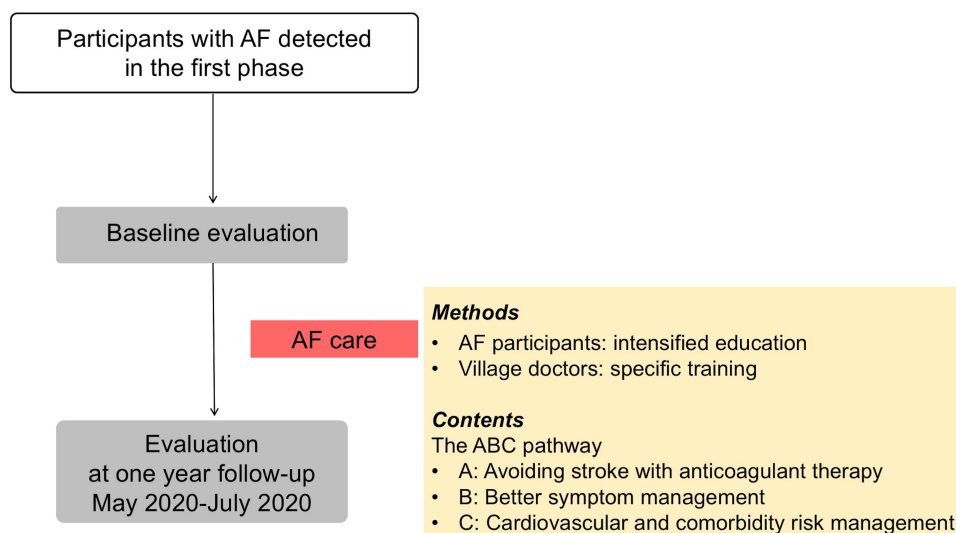 Participants with AF detected
in the first phase
Baseline evaluation
AF care
Methods
• AF participants: intensified education
• Village doctors: specific training
Contents
The ABC pathway
• A: Avoiding stroke with anticoagulant therapy
• B: Better symptom management
• C: Cardiovascular and comorbidity risk management
Evaluation
at one year follow-up
May 2020-July 2020